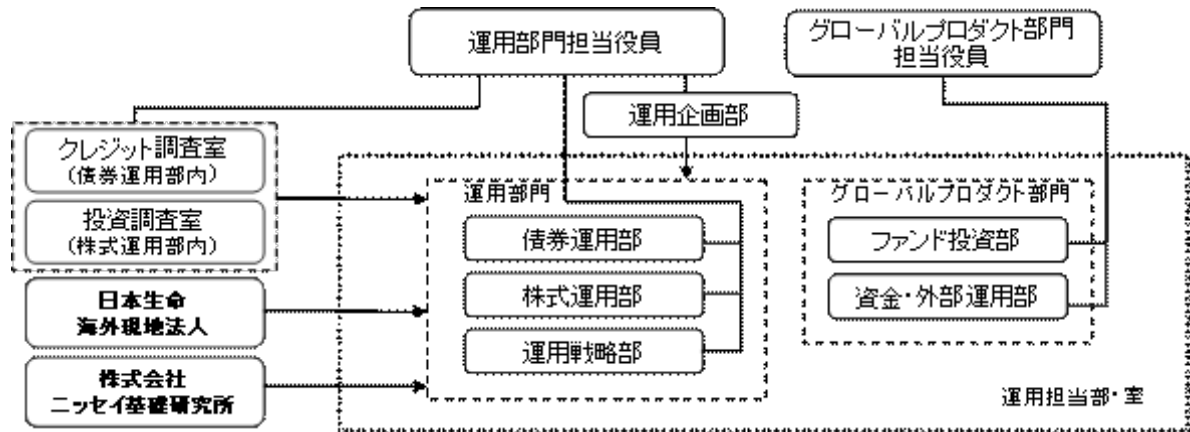 運用部門担当役員
グローバルプロダクト部門
担当役員
運用企画部
クレジット調査室
(債券運用部内)
投資調査室
(株式運用部内)
日本生命
海外現地法人
株式会社
ニッセイ基礎研究所
運用部門
債券運用部
株式運用部
運用戦略部
グローバルプロダクト部門
ファンド投資部
資金・外部運用部
運用担当部・室